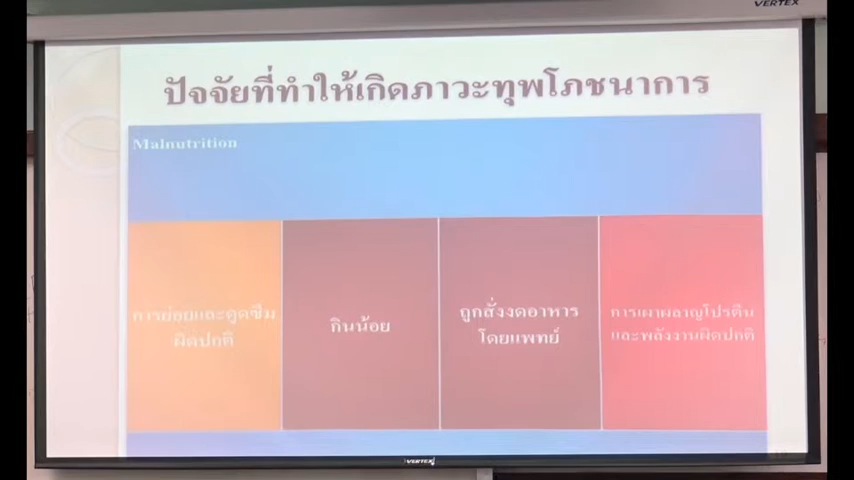 VERTEX
ปัจจัยที่ทำให้เกิดภาวะทุพโภชนาการ
Malnutrition
การย่อยและดูดซึม
ผิดปกติ
กินน้อย
ถูกสั่งงดอาหาร
โดยแพทย์
การเผาผลาญโปรตีน
และพลังงานผิดปกติ
VERTEX